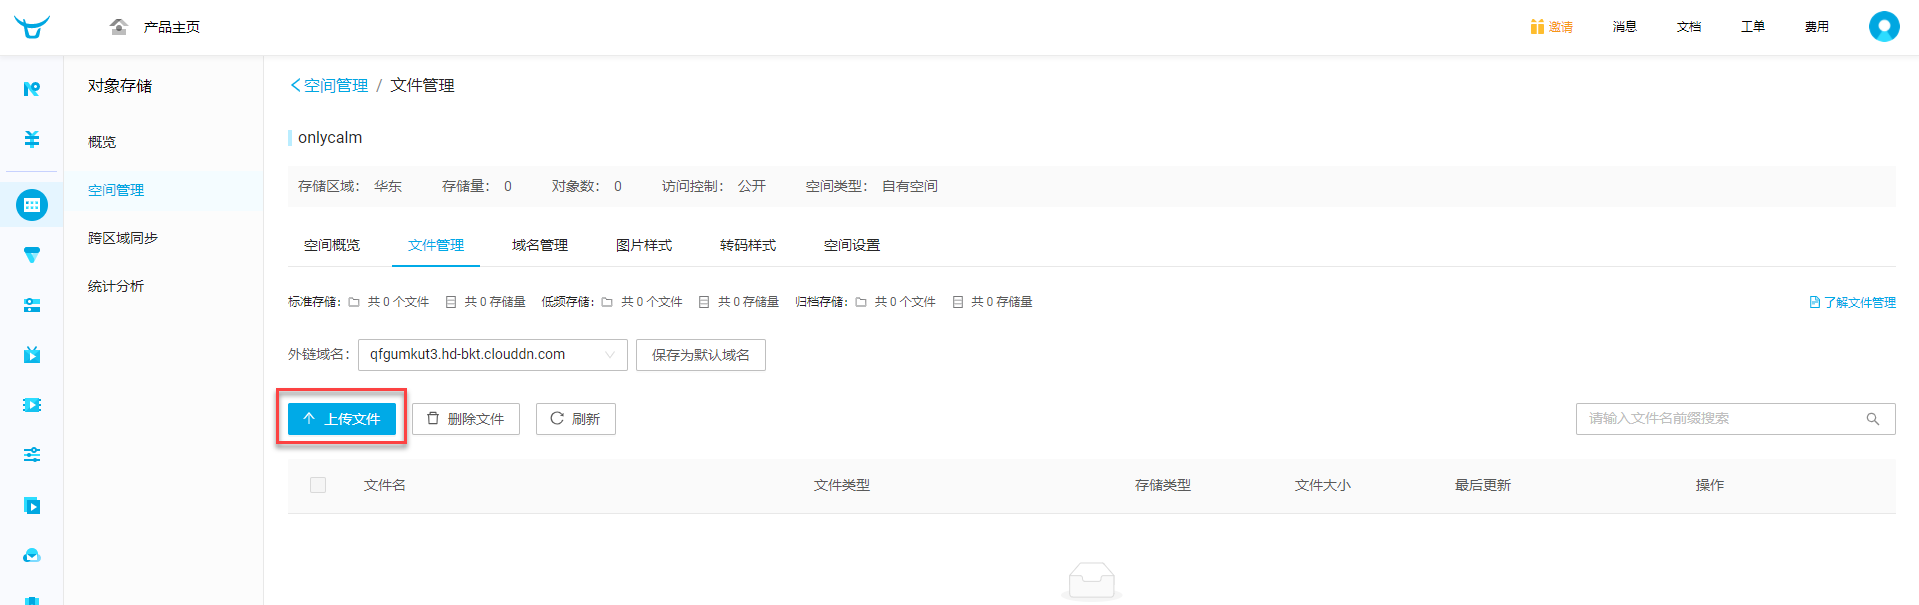 产品主页
邀请 消息 文档 工单 费用
对象存储
概览
空间管理
跨区域同步
统计分析
空间管理 / 文件管理
onlycalm
存储区域： 华东 存储量： 0 对象数： 0 访问控制： 公开 空间类型： 自有空间
空间概览 文件管理 域名管理 图片样式 转码样式 空间设置
标准存储: 共 0 个文件 共 0 存储量 低频存储: 共 0 个文件 共 0 存储量 归档存储: 共 0 个文件 共 0 存储量 了解文件管理
外链域名： qfgumkut3.hd-bkt.clouddn.com 保存为默认域名
上传文件 删除文件 刷新 请输入文件名前缀搜索
文件名 文件类型 存储类型 文件大小 最后更新 操作